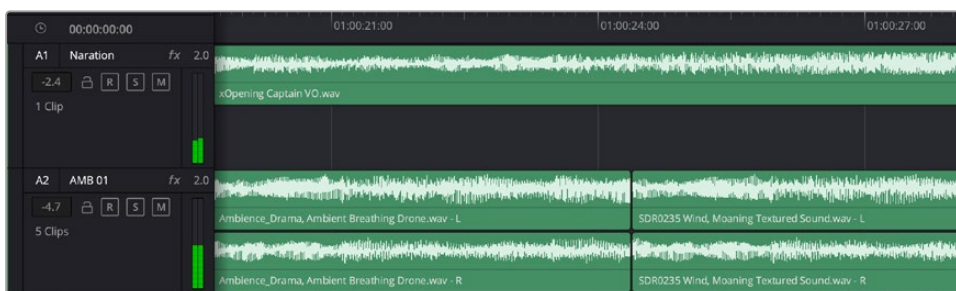 00:00:00:00
01:00:21:00 01:00:24:00 01:00:27:00
A1 Naration fx 2.0
-2.4 R S M
1 Clip
xOpening Captain VO.wav
A2 AMB 01 fx 2.0
-4.7 R S M
5 Clips
Ambience_Drama, Ambient Breathing Drone.wav - L
SDR0235 Wind, Moaning Textured Sound.wav - L
Ambience_Drama, Ambient Breathing Drone.wav - R
SDR0235 Wind, Moaning Textured Sound.wav - R